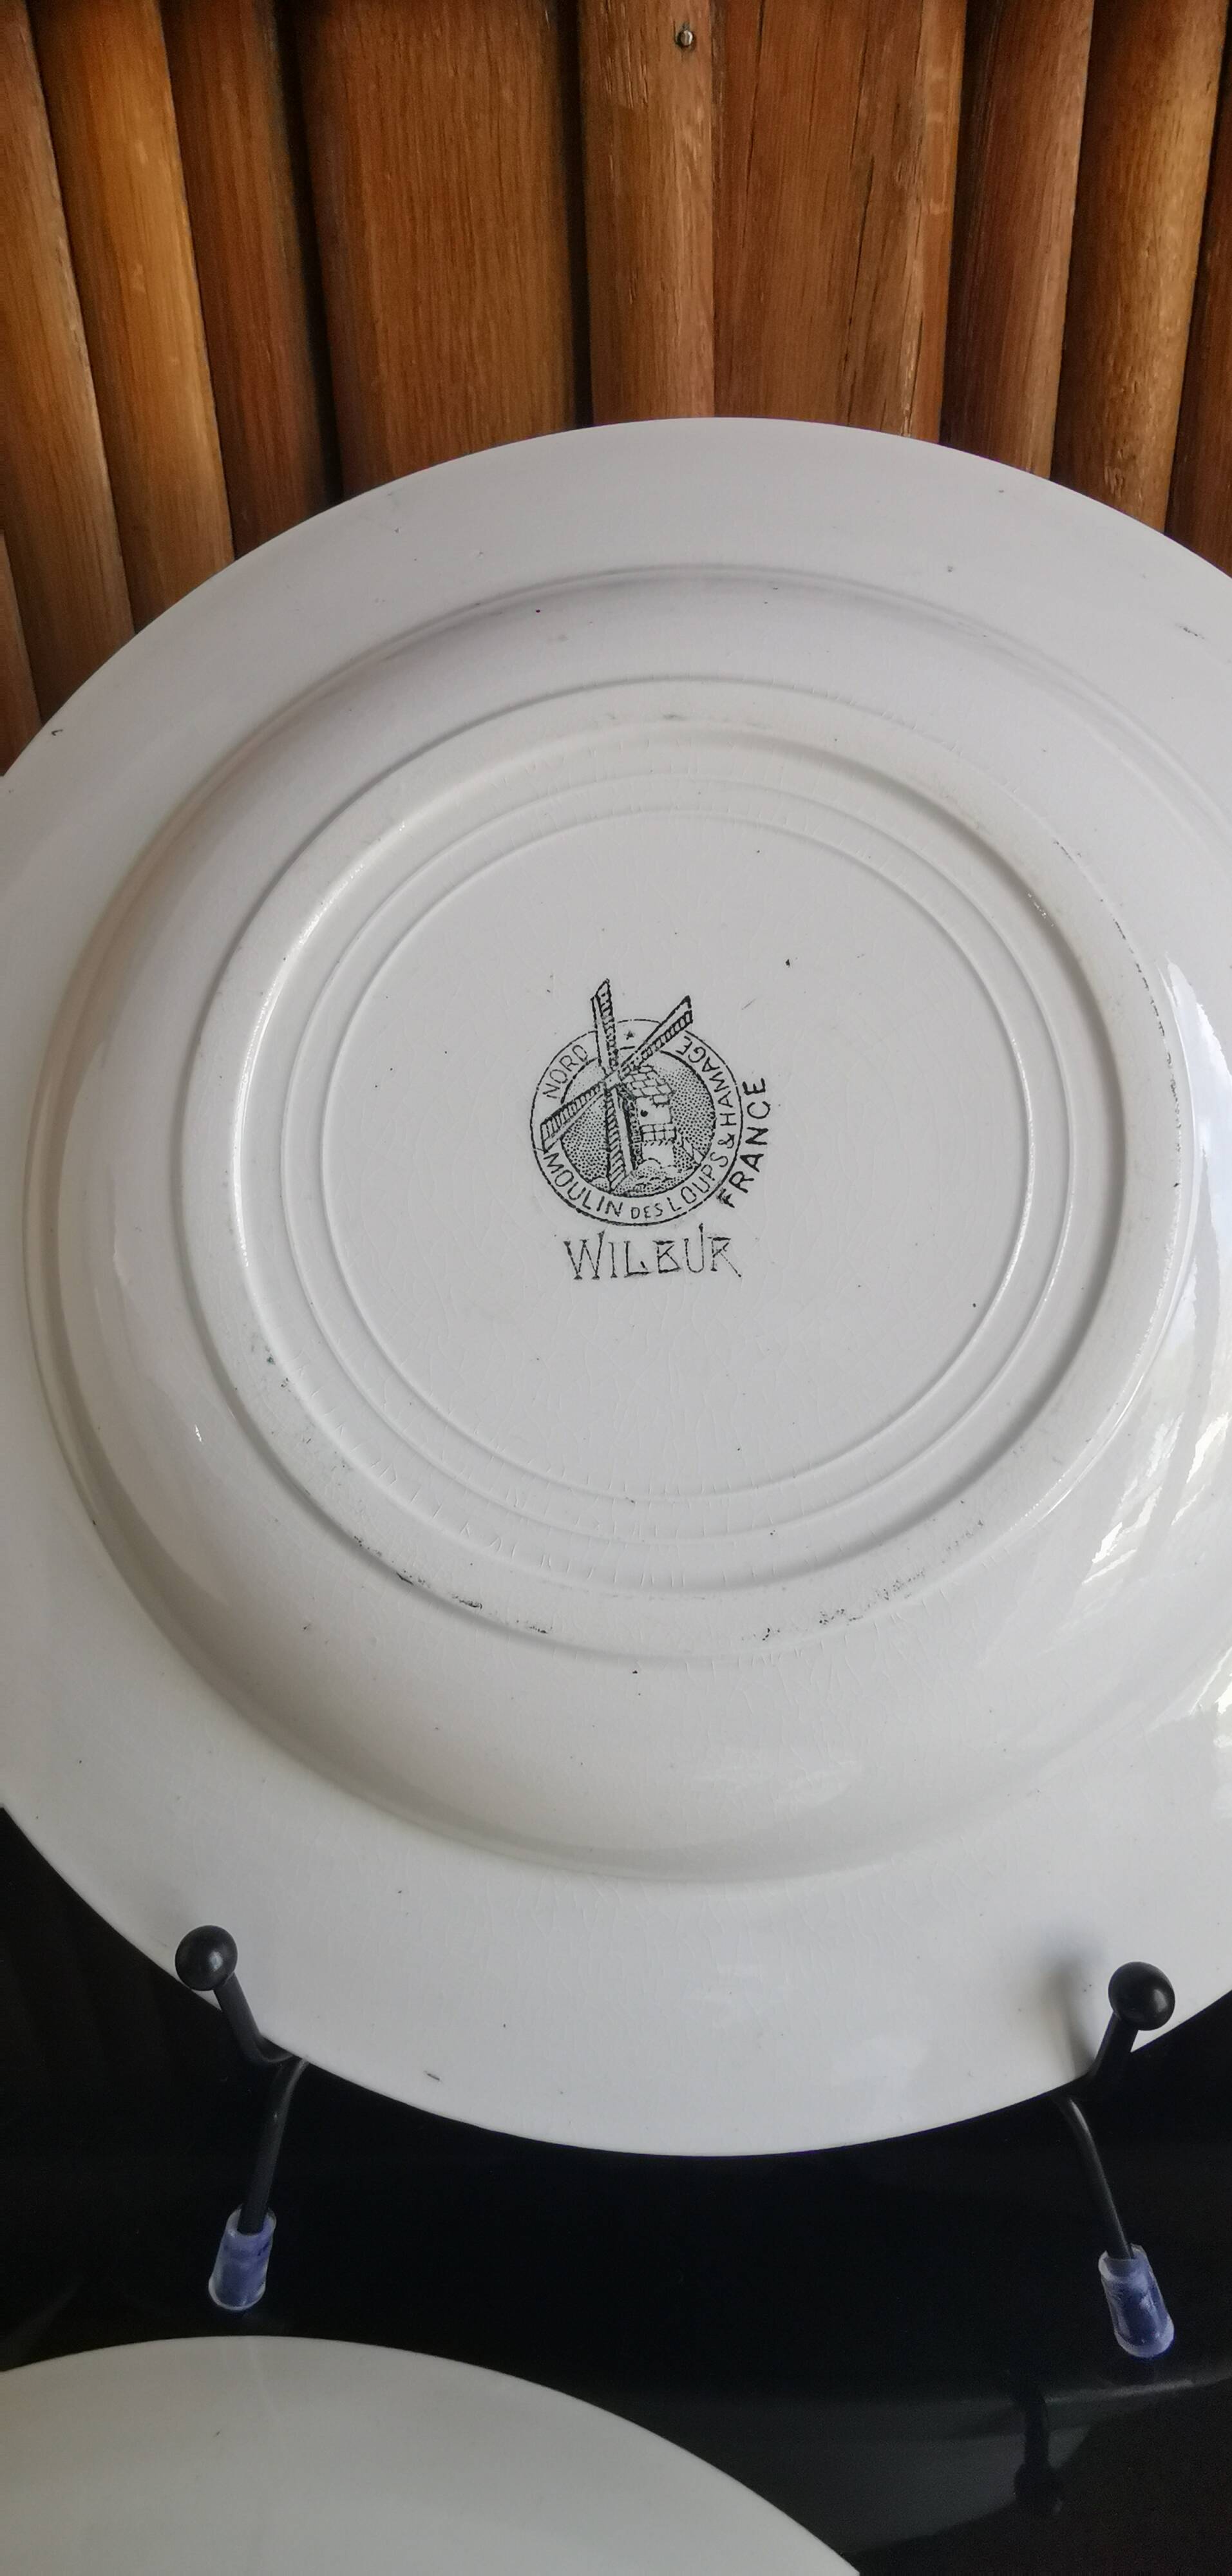 NORD
MOULIN DES LOUPS & HAMAGE
FRANCE
WILBUR